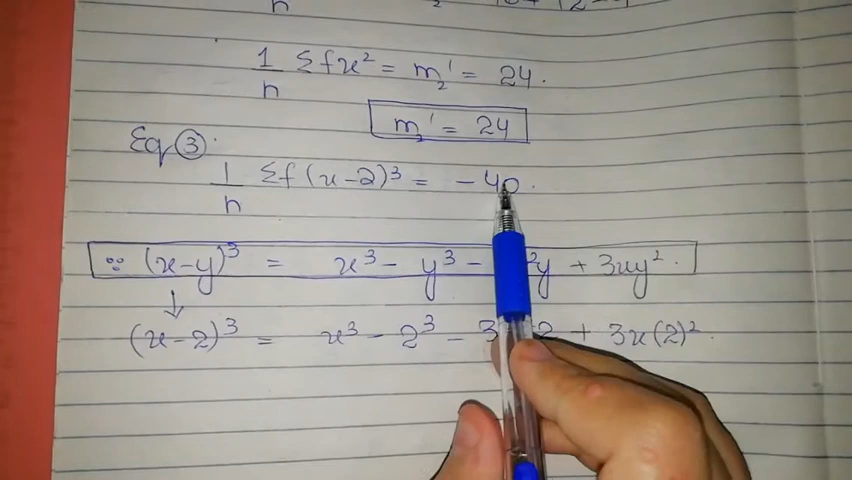 1/n Σfx² = m₂' = 24.
m₂' = 24
Eq ③.
1/n Σf(x-2)³ = -40.
∵ (x-y)³ = x³ - y³ - ²y + 3xy².
↓
(x-2)³ = x³ - 2³ - 3 2 + 3x(2)².